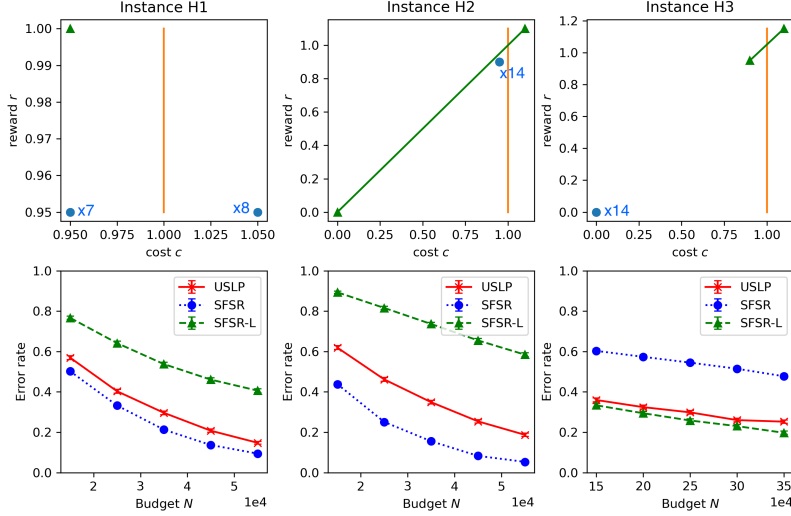 Instance H1
Instance H2
Instance H3
1.00
0.99
0.98
0.97
0.96
0.95
reward r
x7
x8
0.950
0.975
1.000
1.025
1.050
cost c
1.0
0.8
0.6
0.4
0.2
0.0
reward r
x14
0.00
0.25
0.50
0.75
1.00
cost c
1.2
1.0
0.8
0.6
0.4
0.2
0.0
reward r
x14
0.00
0.25
0.50
0.75
1.00
cost c
1.0
0.8
0.6
0.4
0.2
0.0
Error rate
USLP
SFSR
SFSR-L
2
3
4
5
Budget N
1e4
1.0
0.8
0.6
0.4
0.2
0.0
Error rate
USLP
SFSR
SFSR-L
2
3
4
5
Budget N
1e4
1.0
0.8
0.6
0.4
0.2
0.0
Error rate
USLP
SFSR
SFSR-L
15
20
25
30
35
Budget N
1e4